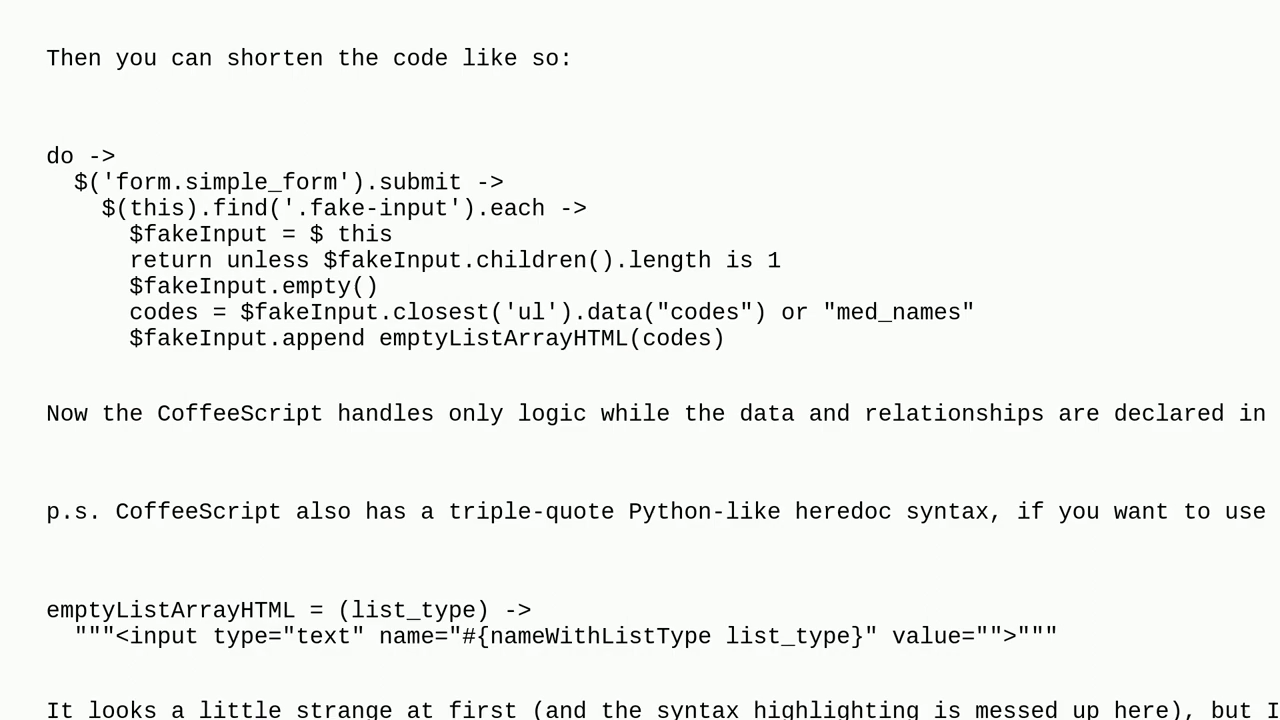 Then you can shorten the code like so:
do ->
  $('form.simple_form').submit ->
    $(this).find('.fake-input').each ->
      $fakeInput = $ this
      return unless $fakeInput.children().length is 1
      $fakeInput.empty()
      codes = $fakeInput.closest('ul').data("codes") or "med_names"
      $fakeInput.append emptyListArrayHTML(codes)
Now the CoffeeScript handles only logic while the data and relationships are declared in
p.s. CoffeeScript also has a triple-quote Python-like heredoc syntax, if you want to use
emptyListArrayHTML = (list_type) ->
  """<input type="text" name="#{nameWithListType list_type}" value="">"""
It looks a little strange at first (and the syntax highlighting is messed up here), but I